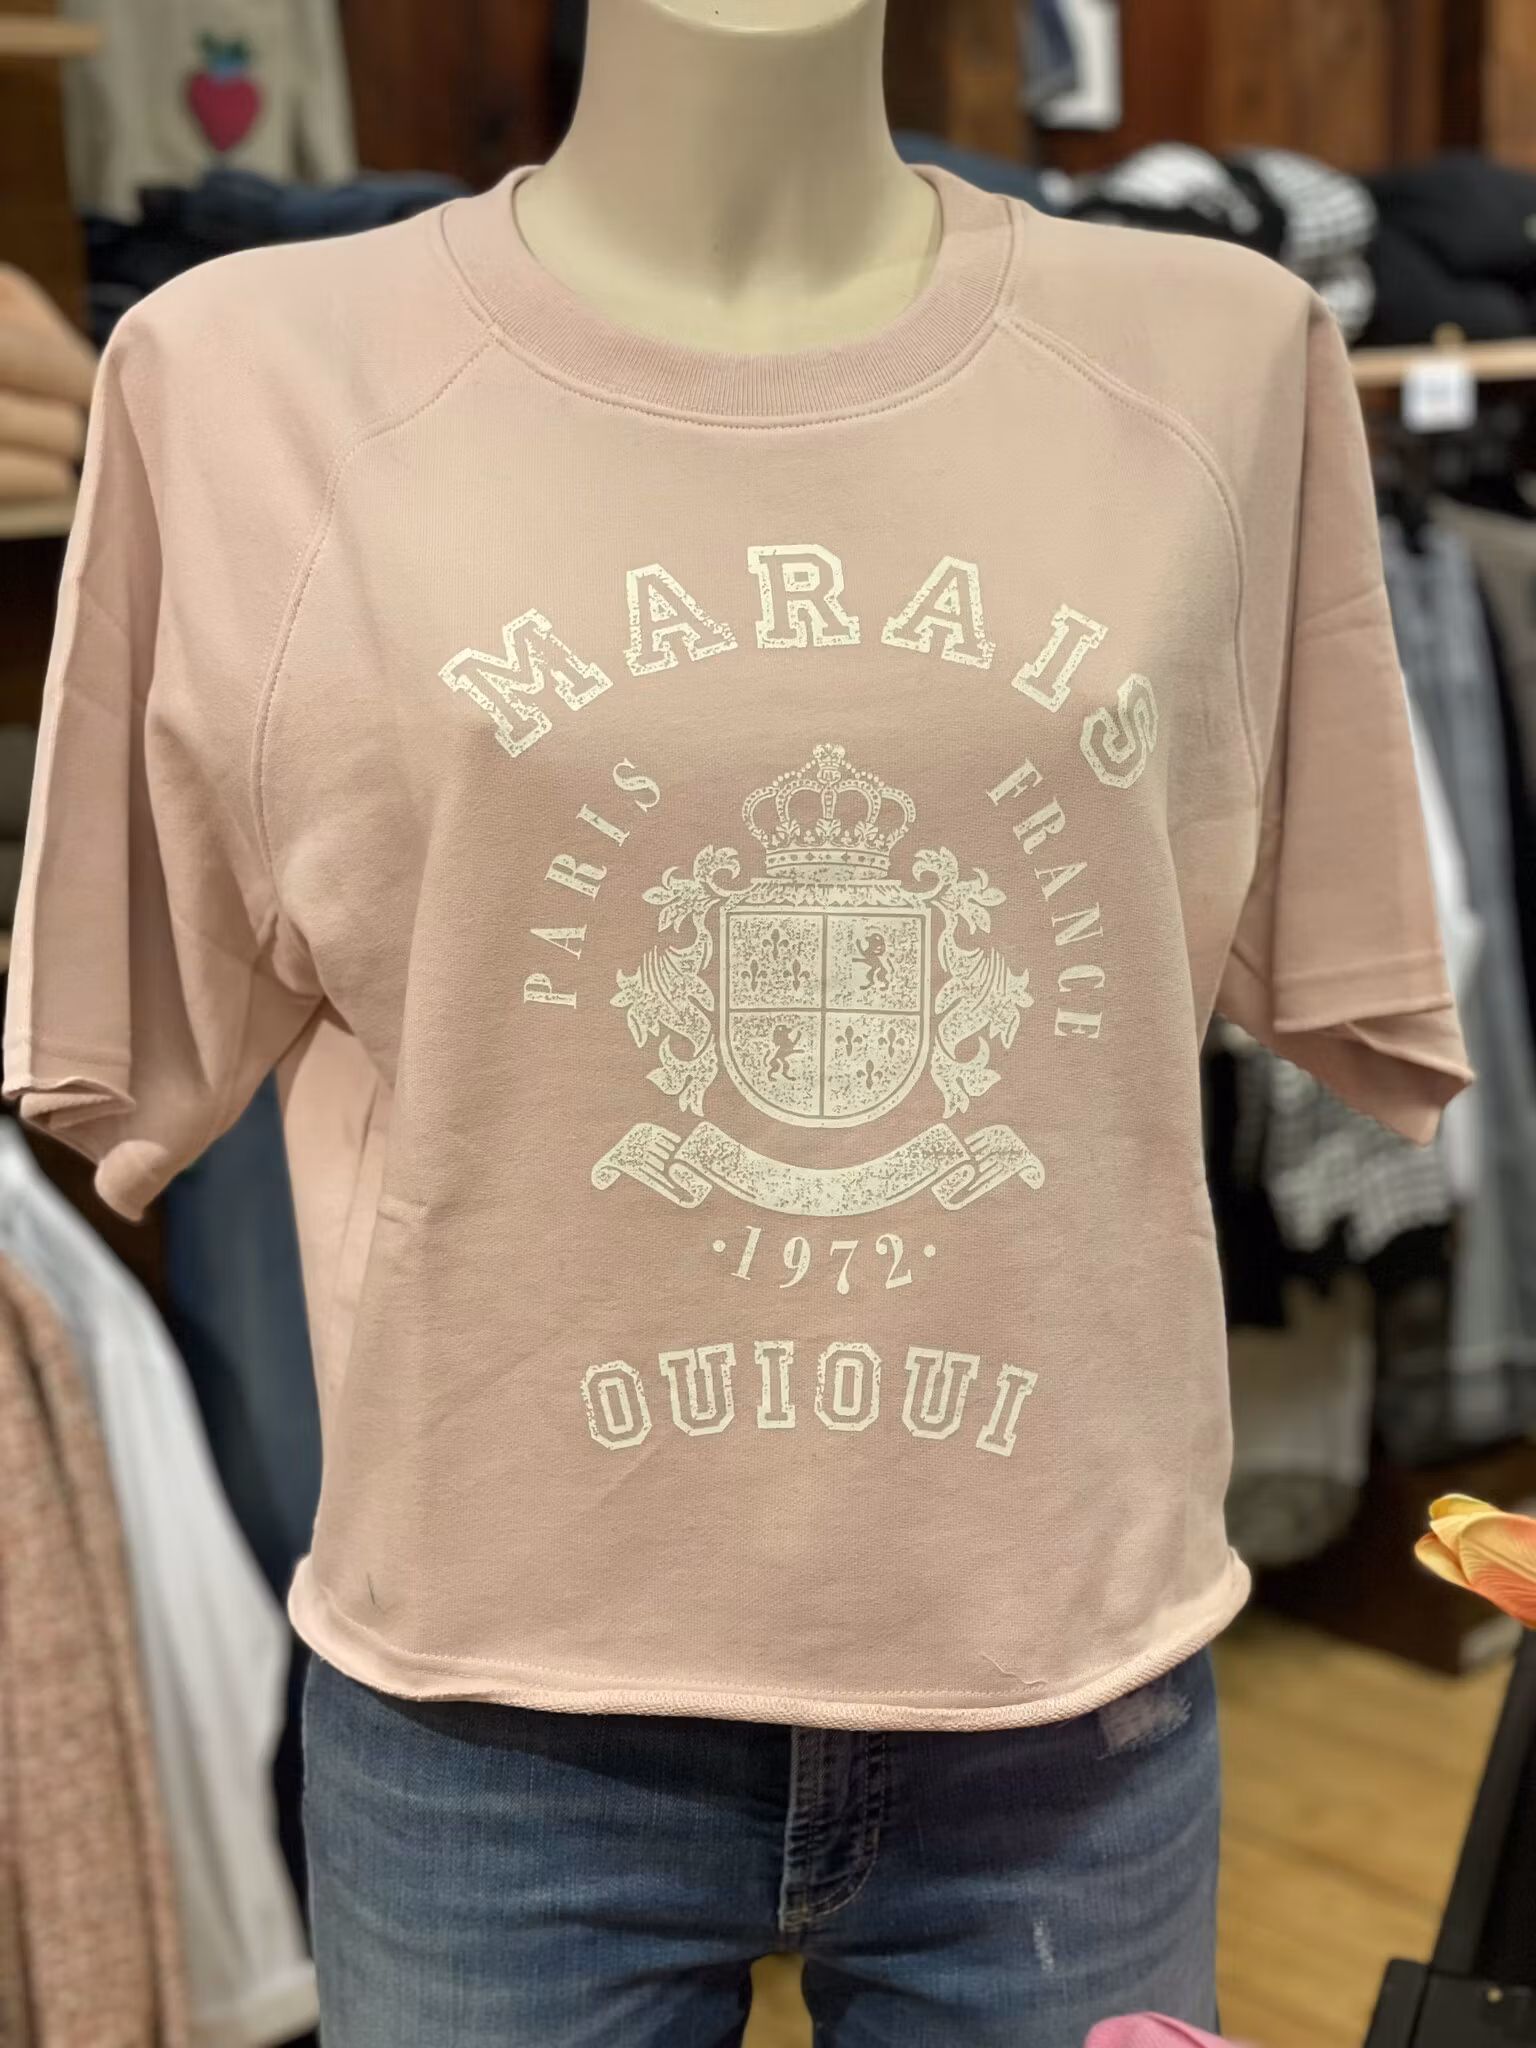 MARAIS
PARIS FRANCE
·1972·
OUIOUI